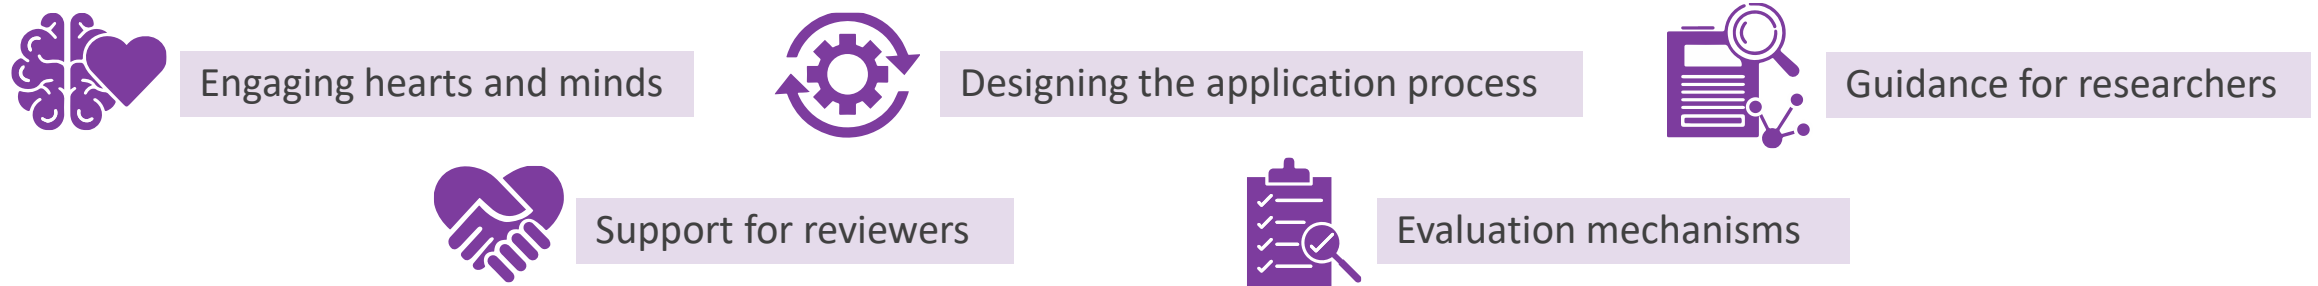 Engaging hearts and minds
Designing the application process
Guidance for researchers
Support for reviewers
Evaluation mechanisms